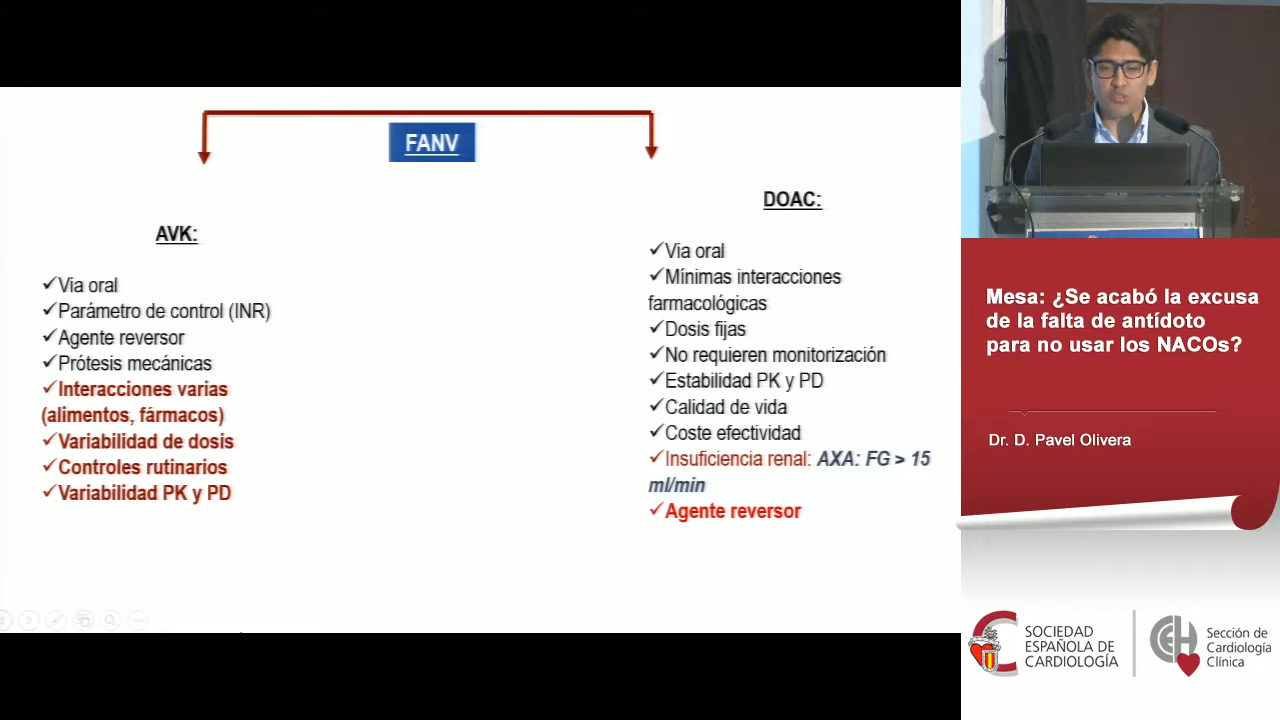 FANV
AVK:
✓Via oral
✓Parámetro de control (INR)
✓Agente reversor
✓Prótesis mecánicas
✓Interacciones varias
(alimentos, fármacos)
✓Variabilidad de dosis
✓Controles rutinarios
✓Variabilidad PK y PD
DOAC:
✓Via oral
✓Mínimas interacciones
farmacológicas
✓Dosis fijas
✓No requieren monitorización
✓Estabilidad PK y PD
✓Calidad de vida
✓Coste efectividad
✓Insuficiencia renal: AXA: FG > 15
ml/min
✓Agente reversor
Mesa: ¿Se acabó la excusa
de la falta de antídoto
para no usar los NACOs?
Dr. D. Pavel Olivera
SOCIEDAD
ESPAÑOLA DE
CARDIOLOGÍA
Sección de
Cardiología
Clínica